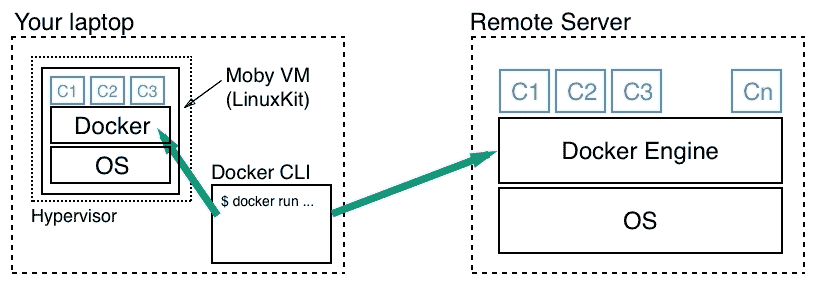 Your laptop
C1 C2 C3
Docker
OS
Hypervisor
Moby VM
(LinuxKit)
Docker CLI
$ docker run ...
Remote Server
C1 C2 C3 Cn
Docker Engine
OS